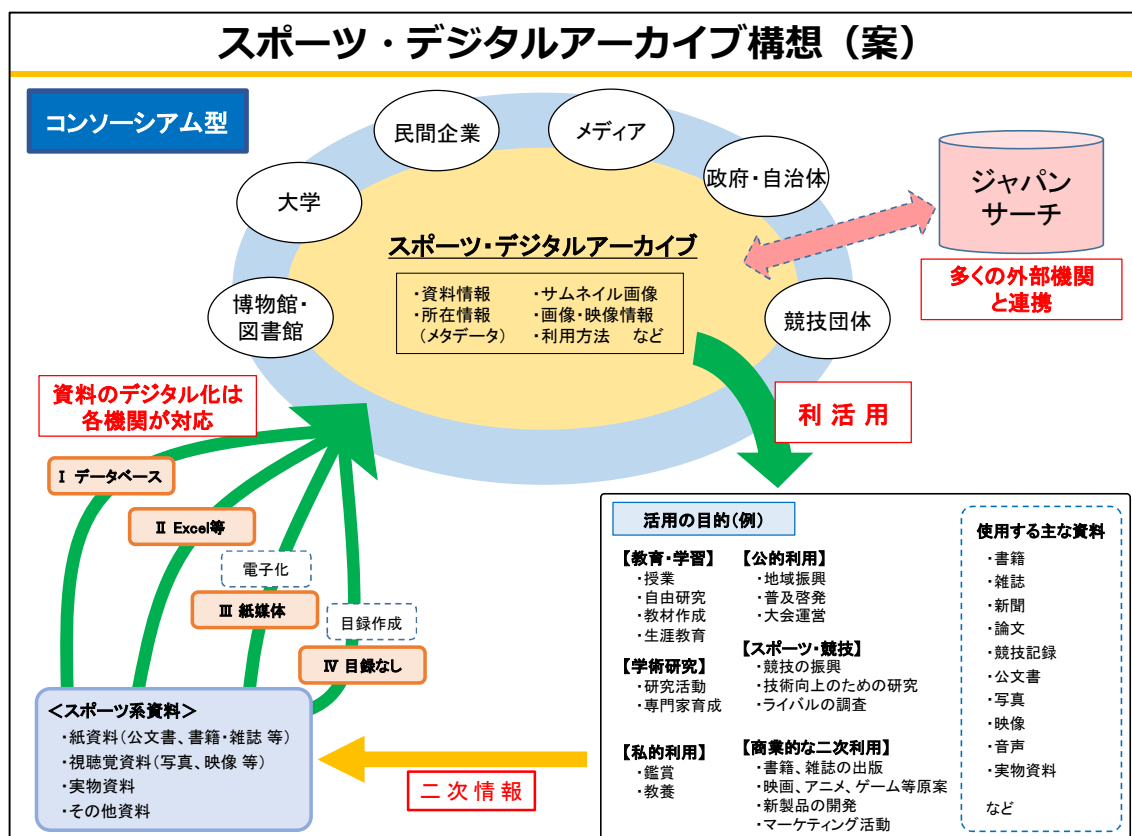 スポーツ・デジタルアーカイブ構想（案）
コンソーシアム型
民間企業
メディア
大学
政府・自治体
博物館・
図書館
競技団体
スポーツ・デジタルアーカイブ
・資料情報
・所在情報
（メタデータ）
・サムネイル画像
・画像・映像情報
・利用方法　など
ジャパン
サーチ
多くの外部機関
と連携
資料のデジタル化は
各機関が対応
利 活 用
Ⅰ データベース
Ⅱ Excel等
電子化
Ⅲ 紙媒体
目録作成
Ⅳ 目録なし
＜スポーツ系資料＞
・紙資料（公文書、書籍・雑誌 等）
・視聴覚資料（写真、映像 等）
・実物資料
・その他資料
二 次 情 報
活用の目的（例）
【教育・学習】
・授業
・自由研究
・教材作成
・生涯教育
【学術研究】
・研究活動
・専門家育成
【私的利用】
・鑑賞
・教養
【公的利用】
・地域振興
・普及啓発
・大会運営
【スポーツ・競技】
・競技の振興
・技術向上のための研究
・ライバルの調査
【商業的な二次利用】
・書籍、雑誌の出版
・映画、アニメ、ゲーム等原案
・新製品の開発
・マーケティング活動
使用する主な資料
・書籍
・雑誌
・新聞
・論文
・競技記録
・公文書
・写真
・映像
・音声
・実物資料
など